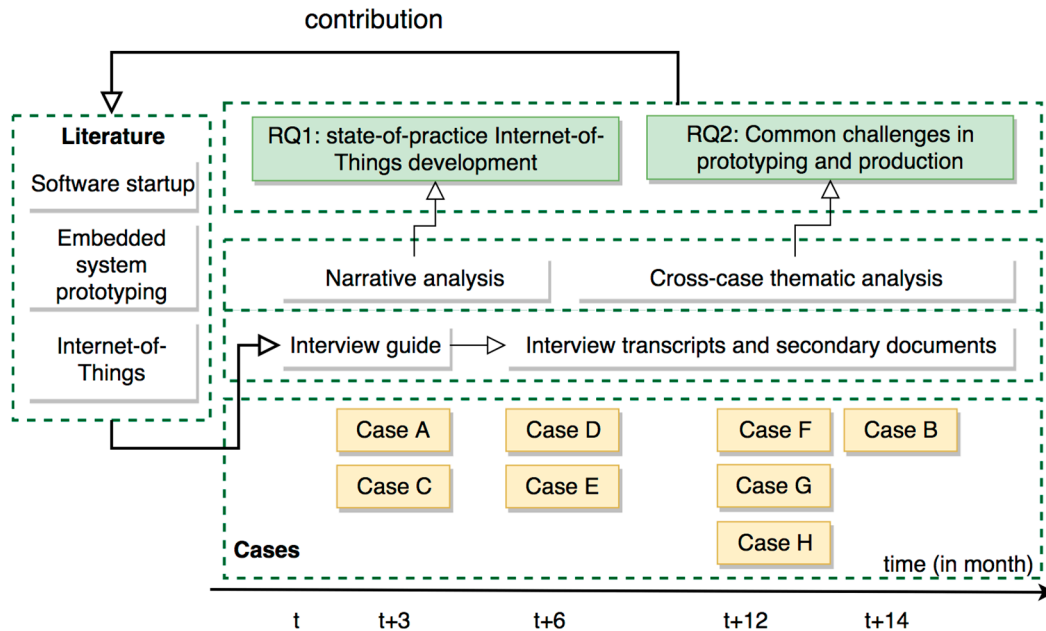 contribution
Literature
Software startup
Embedded
system
prototyping
Internet-of-
Things
RQ1: state-of-practice Internet-of-
Things development
RQ2: Common challenges in
prototyping and production
Narrative analysis
Cross-case thematic analysis
Interview guide
Interview transcripts and secondary documents
Case A
Case D
Case F
Case B
Case C
Case E
Case G
Case H
Cases
time (in month)
t
t+3
t+6
t+12
t+14